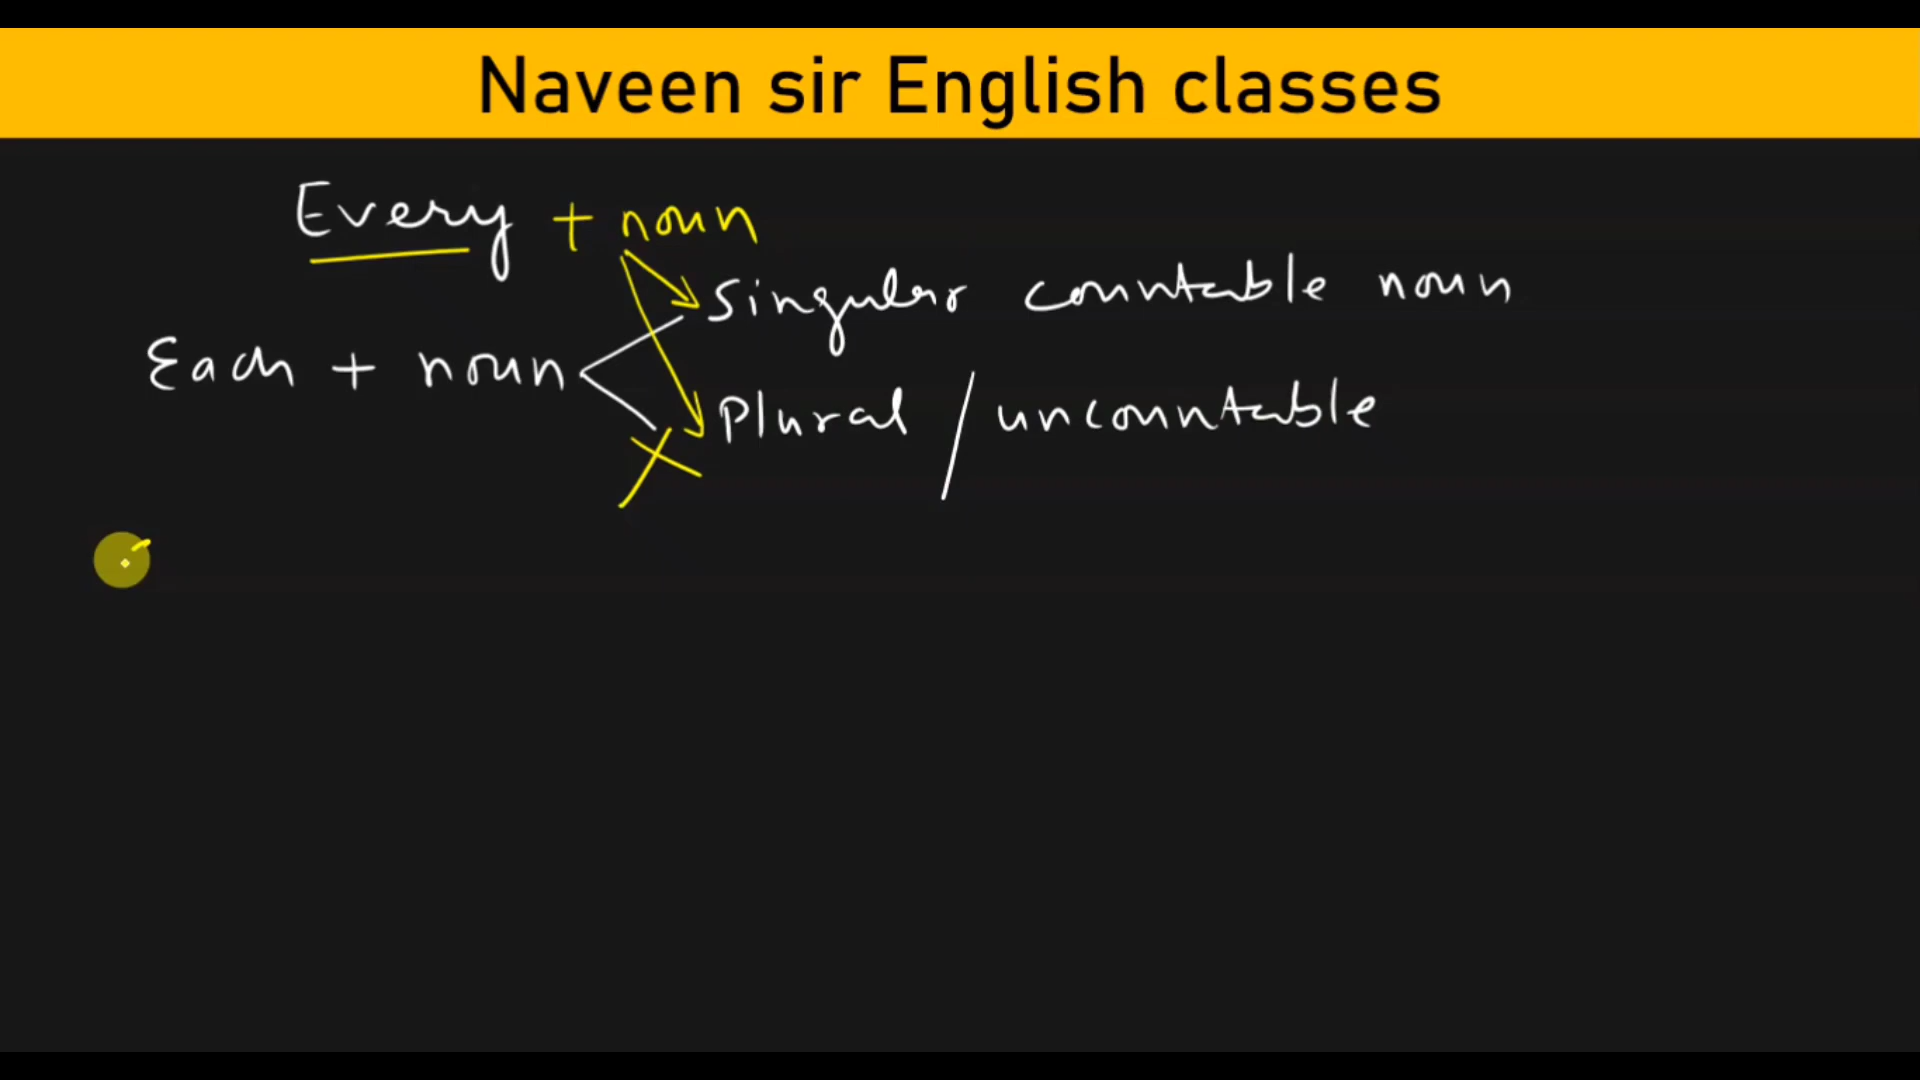 Naveen sir English classes
Every + noun
Singular countable noun
Each + noun
Plural / uncountable